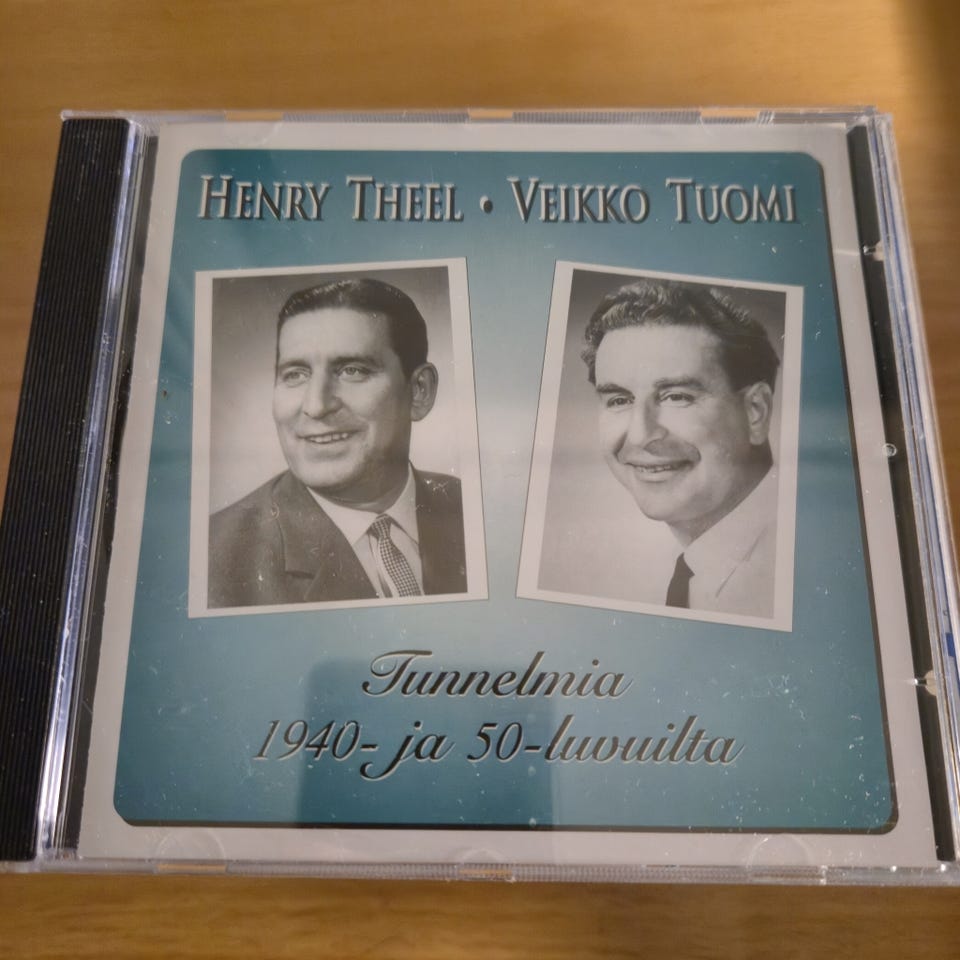 HENRY THEEL • VEIKKO TUOMI
Tunnelmia
1940- ja 50-luvuilta